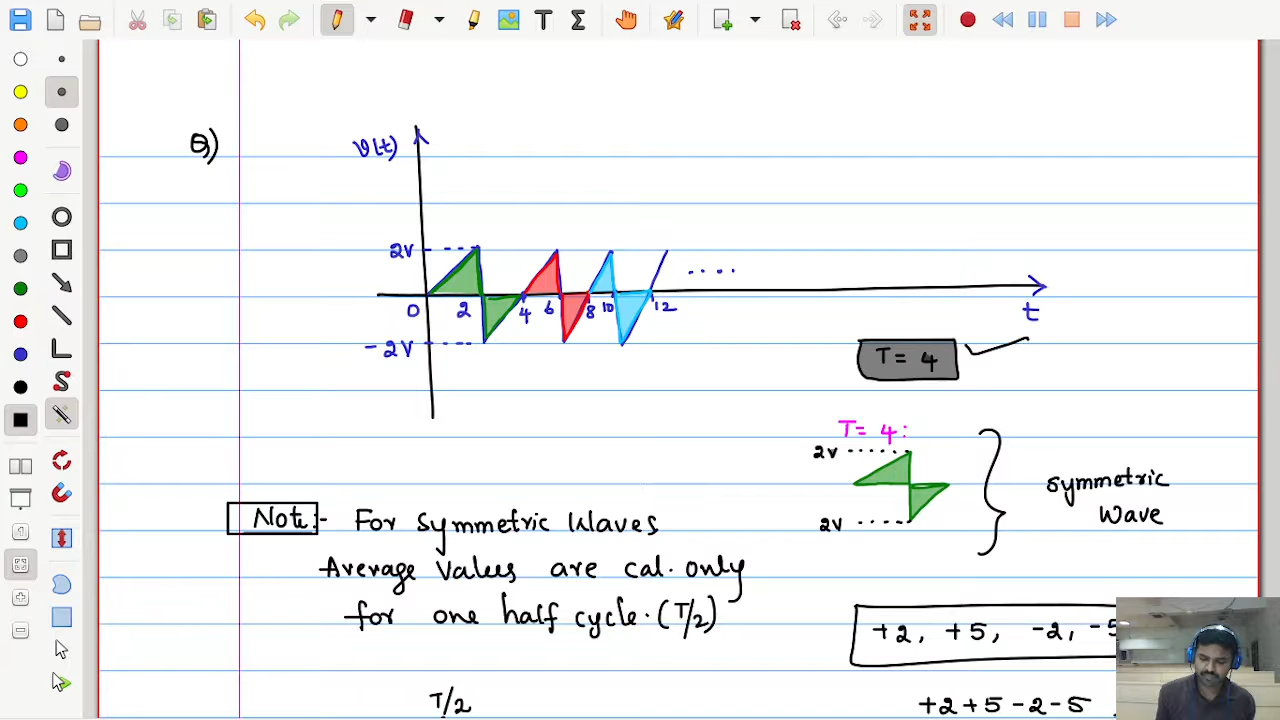 Q)
v(t)
2V
0 2 4 6 8 10 12
t
-2V
T = 4
T = 4:
2V
2V
Symmetric
Wave
Note:- For Symmetric Waves
Average Values are cal. only
for one half cycle. (T/2)
+2, +5, -2, -5
T/2
+2+5-2-5